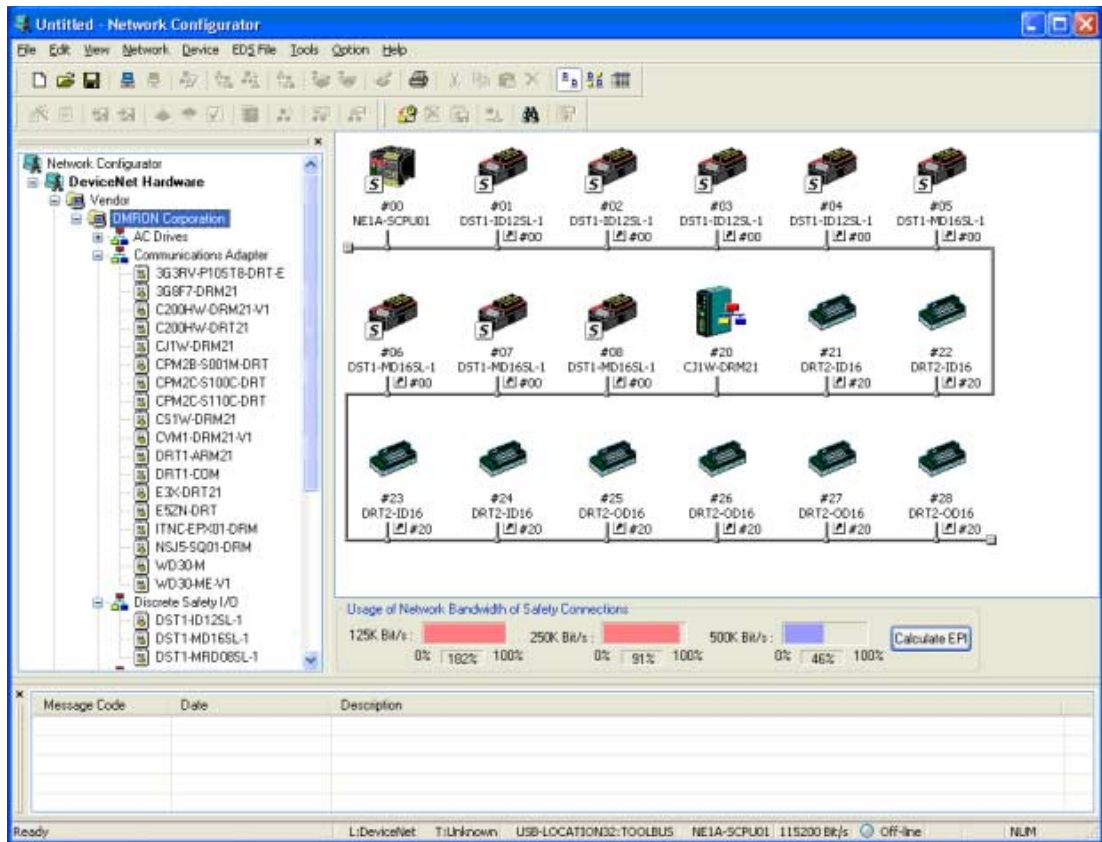 Untitled - Network Configurator
File Edit View Network Device EDS File Tools Option Help
Network Configurator
DeviceNet Hardware
Vendor
OMRON Corporation
AC Drives
Communications Adapter
3G3RV-P10ST8-DRT-E
3G8F7-DRM21
C200HW-DRM21-V1
C200HW-DRT21
CJ1W-DRM21
CPM2B-S001M-DRT
CPM2C-S100C-DRT
CPM2C-S110C-DRT
CS1W-DRM21
CVM1-DRM21-V1
DRT1-ARM21
DRT1-COM
E3X-DRT21
E5ZN-DRT
ITNC-EPX01-DRM
NSJ5-SQ01-DRM
WD30-M
WD30-ME-V1
Discrete Safety I/O
DST1-ID12SL-1
DST1-MD16SL-1
DST1-MRD08SL-1
S S S S S S
#00 #01 #02 #03 #04 #05
NE1A-SCPU01 DST1-ID12SL-1 DST1-ID12SL-1 DST1-ID12SL-1 DST1-ID12SL-1 DST1-MD16SL-1
#00 #00 #00 #00 #00
S S S
#06 #07 #08 #20 #21 #22
DST1-MD16SL-1 DST1-MD16SL-1 DST1-MD16SL-1 CJ1W-DRM21 DRT2-ID16 DRT2-ID16
#00 #00 #00 #20 #20
#23 #24 #25 #26 #27 #28
DRT2-ID16 DRT2-ID16 DRT2-OD16 DRT2-OD16 DRT2-OD16 DRT2-OD16
#20 #20 #20 #20 #20 #20
Usage of Network Bandwidth of Safety Connections
125K Bit/s : 250K Bit/s : 500K Bit/s : Calculate EPI
0% 182% 100% 0% 91% 100% 0% 46% 100%
Message Code Date Description
Ready L:DeviceNet T:Unknown USB-LOCATION32:TOOLBUS NE1A-SCPU01 115200 Bit/s Off-line NUM